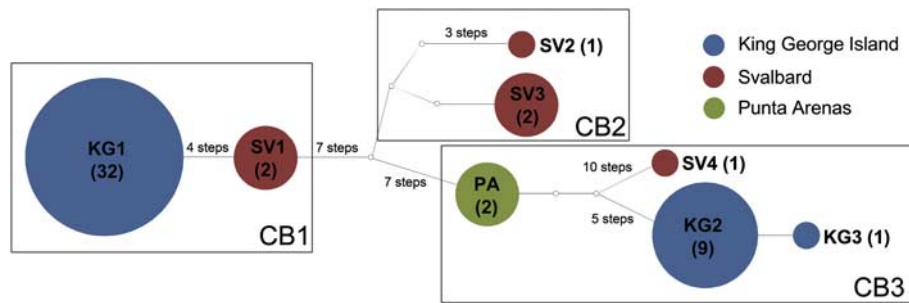 KG1
(32)
4 steps
SV1
(2)
CB1
7 steps
3 steps
SV2 (1)
SV3
(2)
CB2
7 steps
PA
(2)
10 steps
SV4 (1)
5 steps
KG2
(9)
KG3 (1)
CB3
King George Island
Svalbard
Punta Arenas